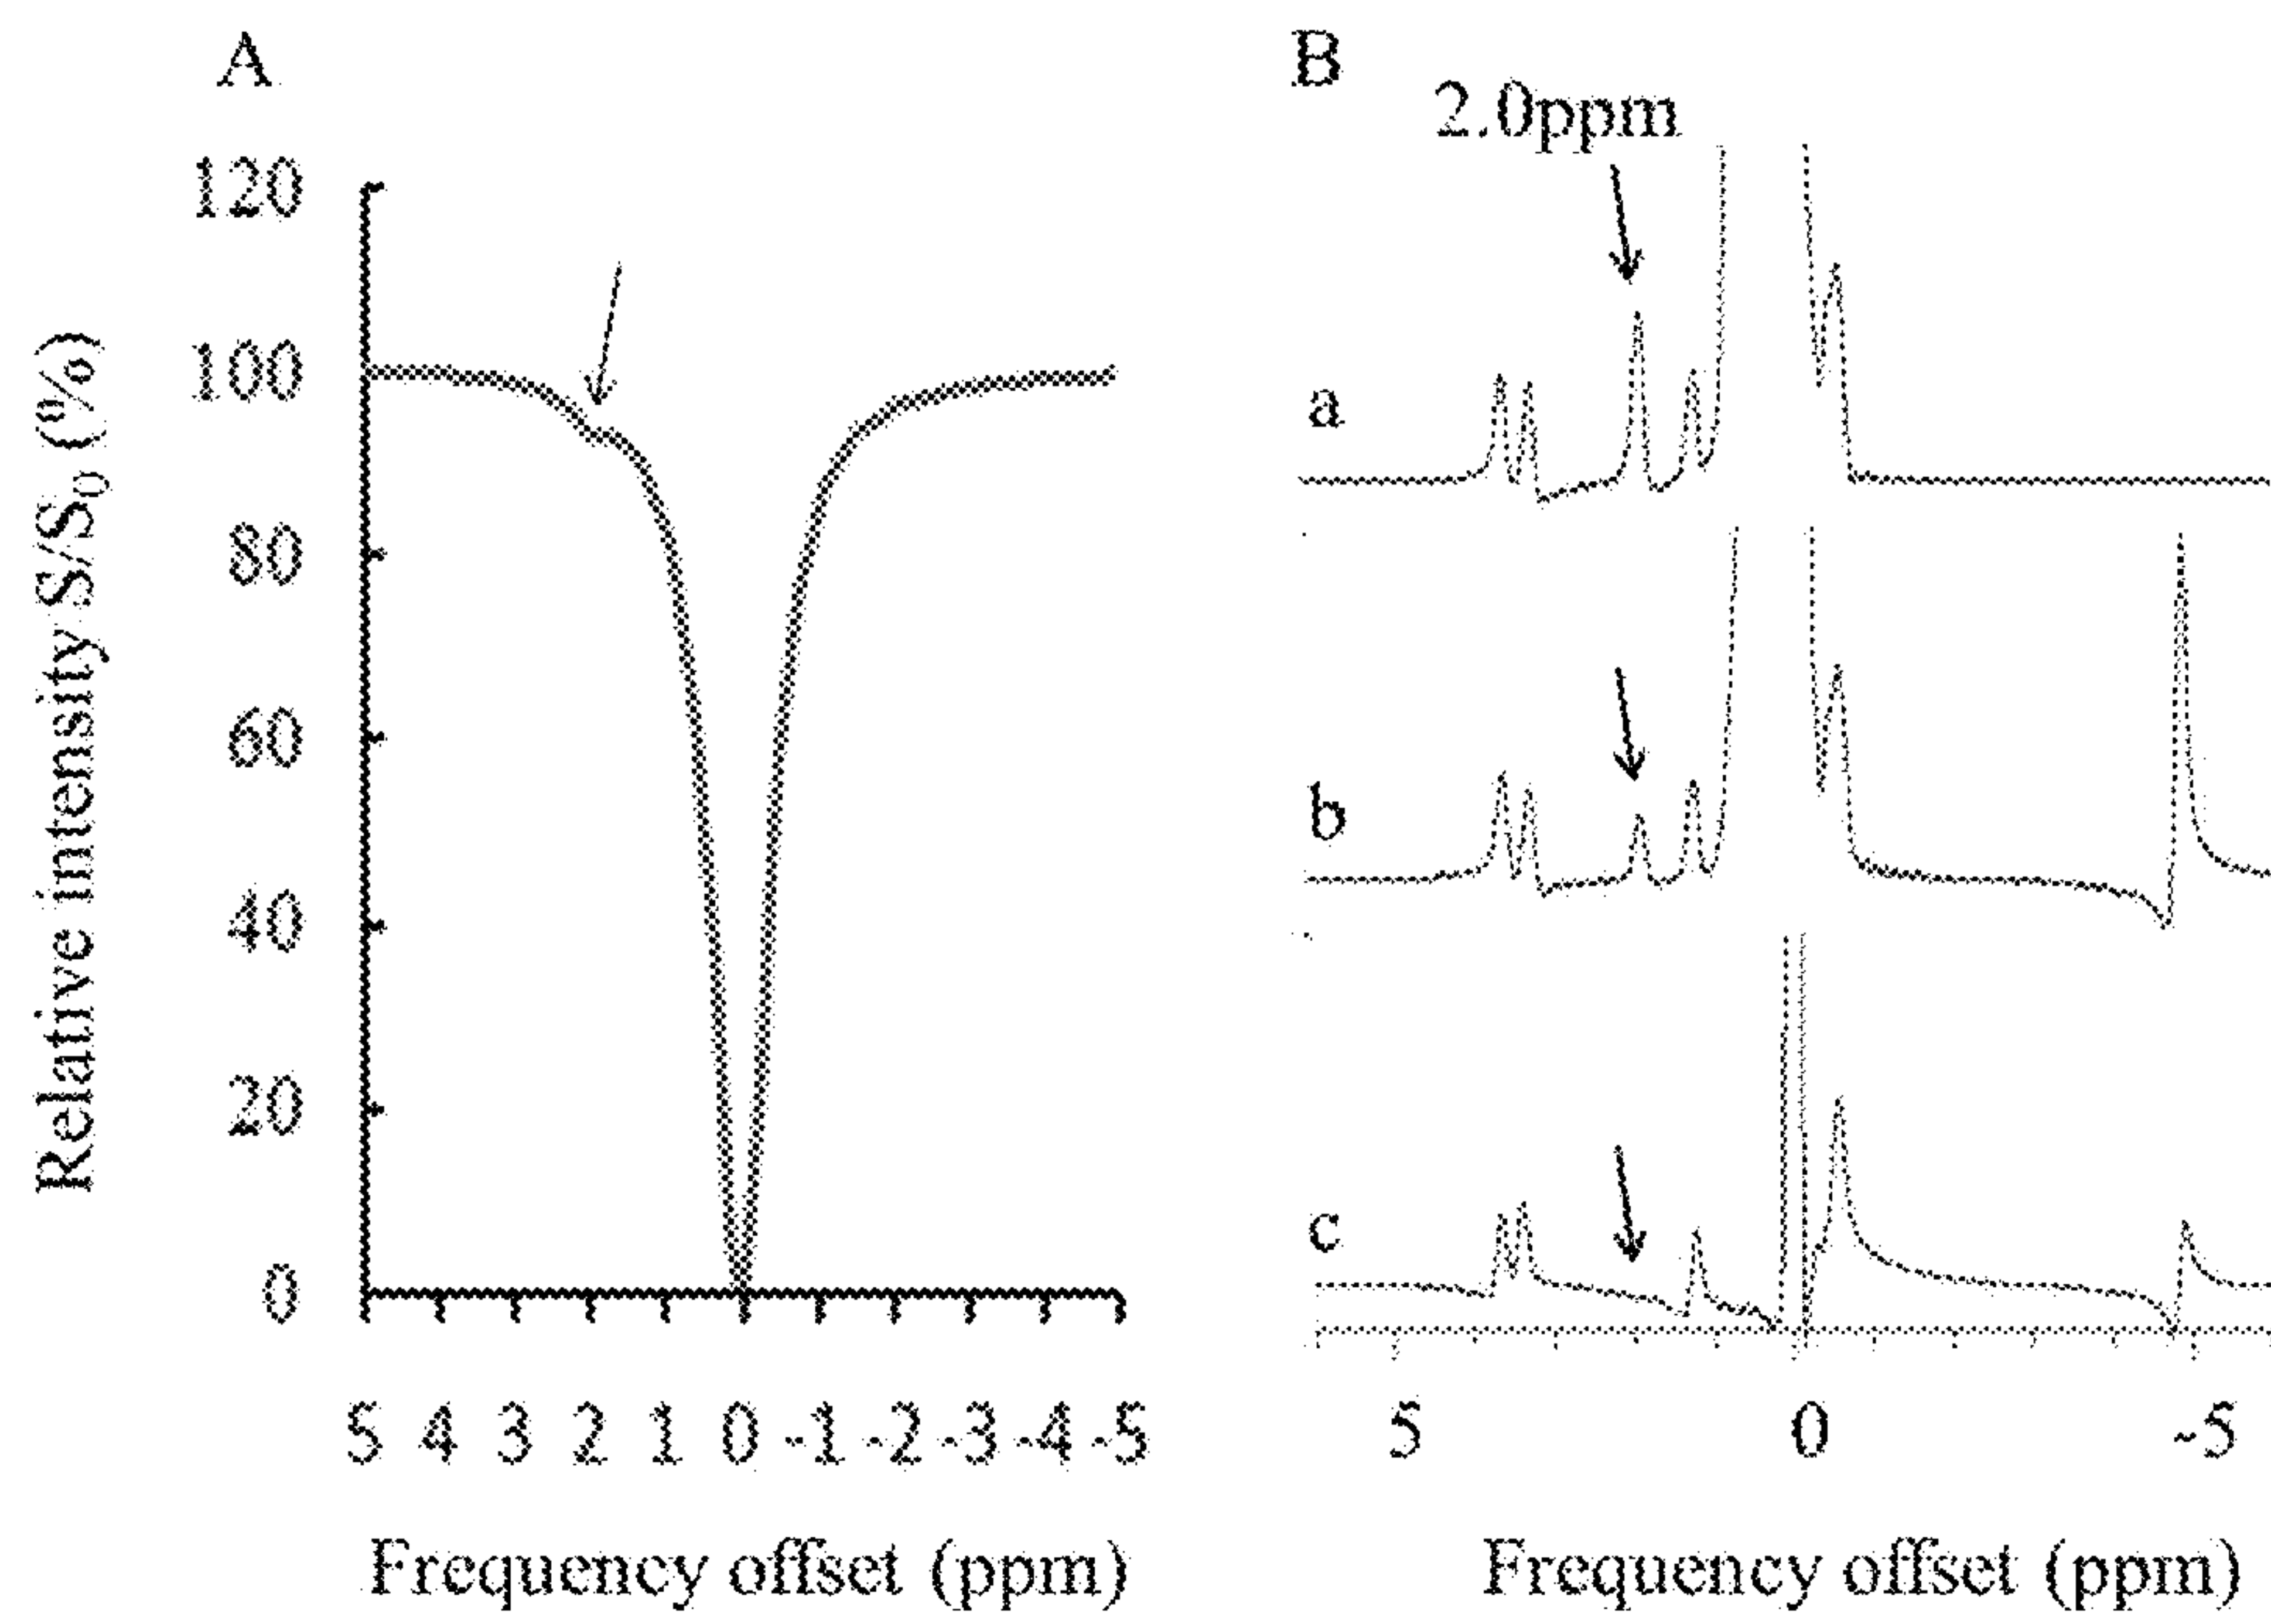 A
Relative intensity S/S0 (%)
120
100
80
60
40
20
0
5 4 3 2 1 0 -1 -2 -3 -4 -5
Frequency offset (ppm)
B
2.0ppm
a
b
c
5 0 -5
Frequency offset (ppm)